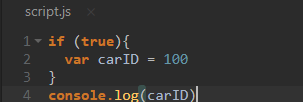 script.js ×
1 if (true){
2 var carID = 100
3 }
4 console.log(carID)